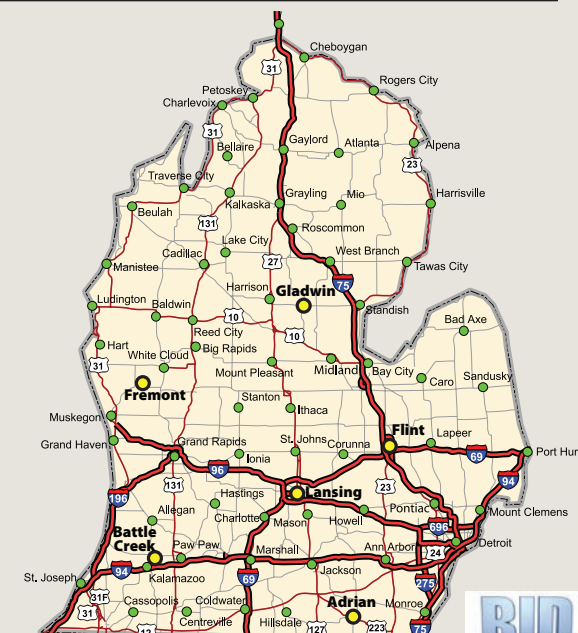 Cheboygan
31
Rogers City
Petoskey
Charlevoix
31
Gaylord
Atlanta
Alpena
Bellaire
23
Traverse City
Kalkaska
Grayling
Mio
Harrisville
Beulah
131
Roscommon
Lake City
Cadillac
27
West Branch
Manistee
Tawas City
75
Harrison
Gladwin
Ludington
Baldwin
10
Standish
Bad Axe
Reed City
10
Hart
Big Rapids
31
White Cloud
Mount Pleasant
Midland
Bay City
Caro
Sandusky
Fremont
Stanton
Ithaca
Muskegon
Flint
Lapeer
Grand Haven
Grand Rapids
St. Johns
Corunna
69
Port Hur
96
Ionia
131
Lansing
23
94
196
Hastings
Allegan
Charlotte
Mason
Howell
Pontiac
Mount Clemens
696
Battle
Creek
Paw Paw
Marshall
Ann Arbor
24
Detroit
St. Joseph
94
Kalamazoo
69
Jackson
275
31F
31
Cassopolis
Coldwater
Adrian
Monroe
12
Centreville
Hillsdale
127
223
75
BID